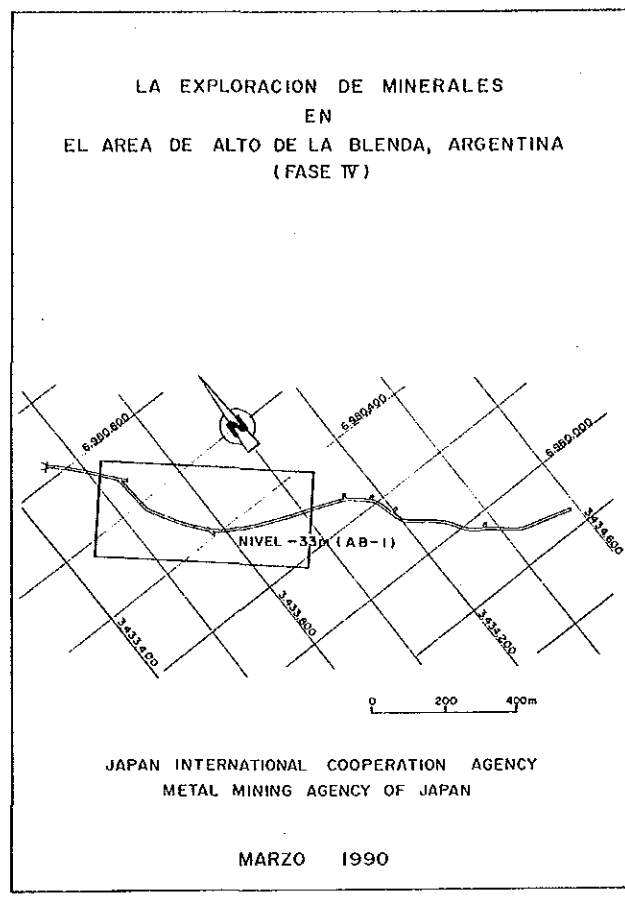 LA EXPLORACION DE MINERALES
EN
EL AREA DE ALTO DE LA BLENDA, ARGENTINA
(FASE IV)
N
6.980.800
6.980.400
6.980.000
3.434.600
NIVEL -33m (AB-1)
3.433.400
3.433.800
3.434.200
0 200 400m
JAPAN INTERNATIONAL COOPERATION AGENCY
METAL MINING AGENCY OF JAPAN
MARZO 1990